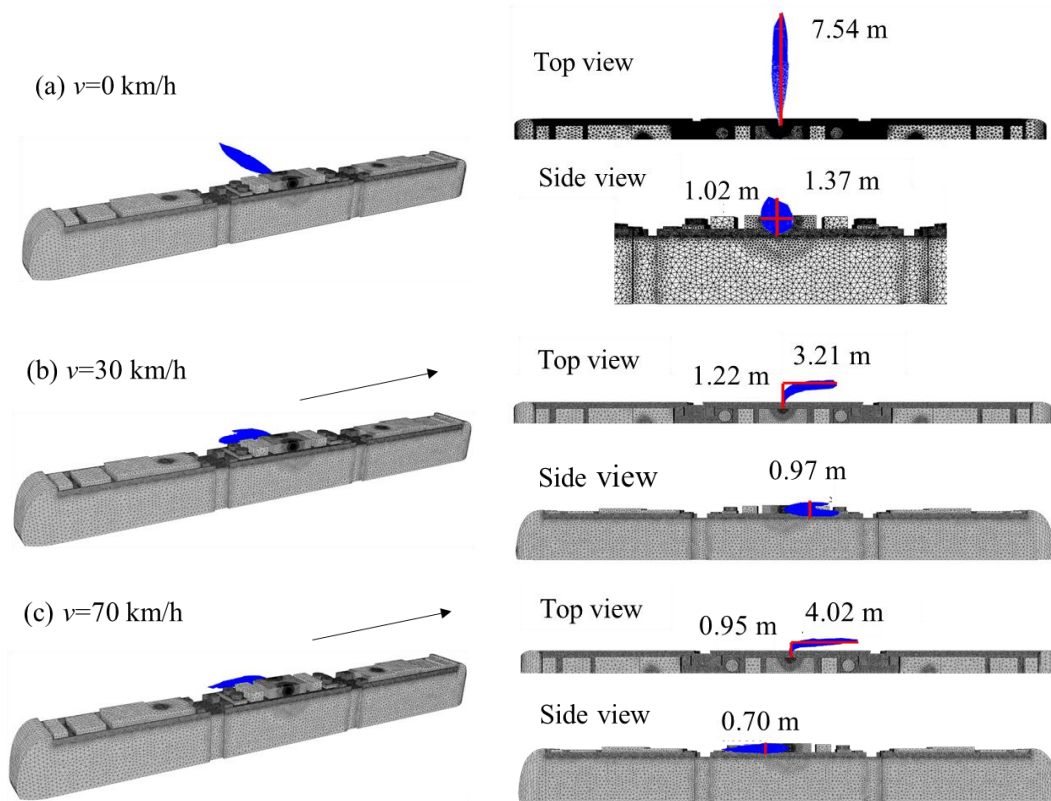 (a) v=0 km/h
Top view
7.54 m
Side view
1.02 m
1.37 m
(b) v=30 km/h
Top view
1.22 m
3.21 m
Side view
0.97 m
(c) v=70 km/h
Top view
0.95 m
4.02 m
Side view
0.70 m